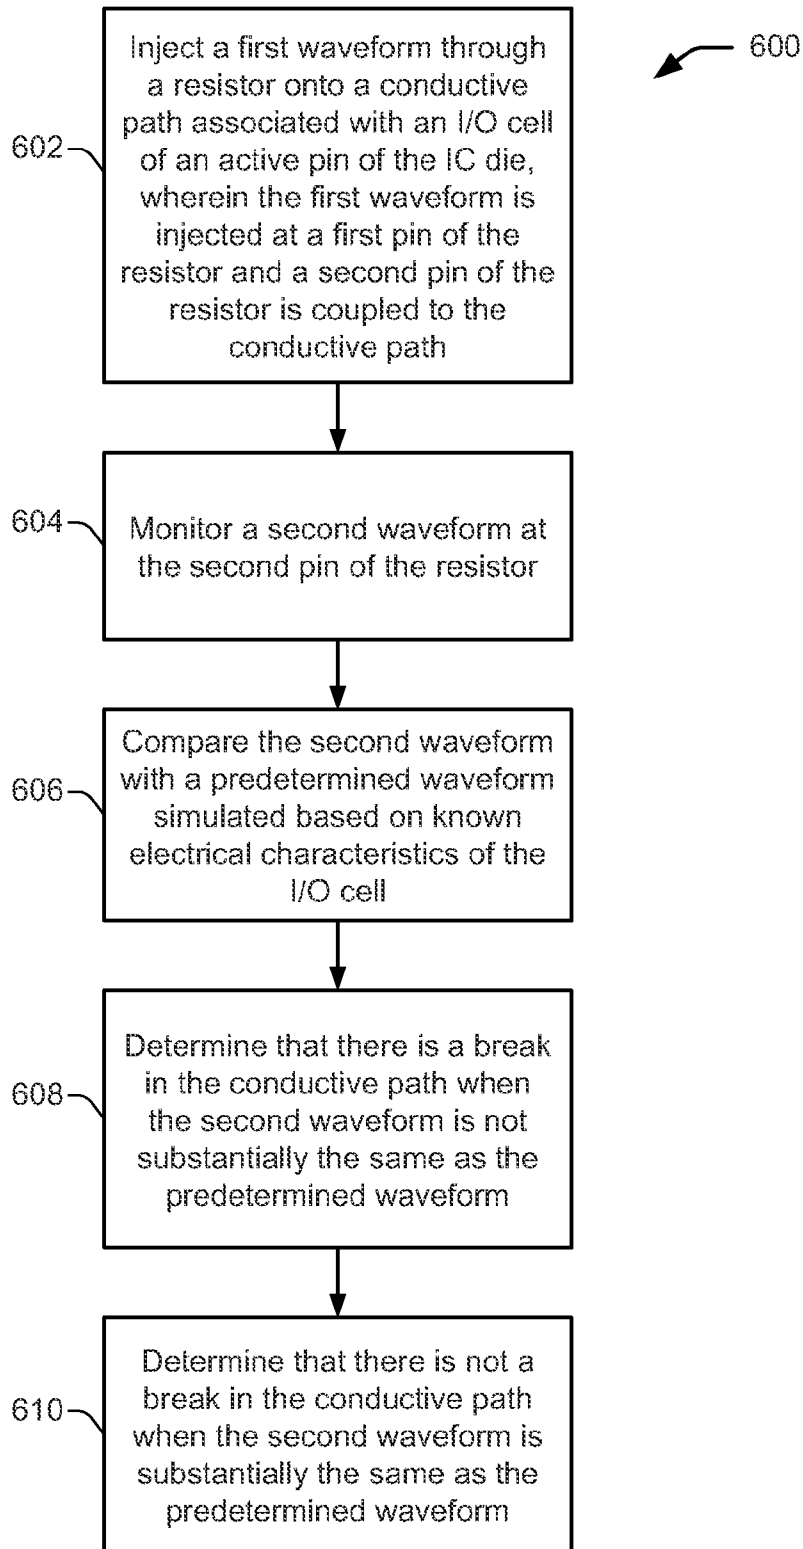 600
602
Inject a first waveform through
a resistor onto a conductive
path associated with an I/O cell
of an active pin of the IC die,
wherein the first waveform is
injected at a first pin of the
resistor and a second pin of the
resistor is coupled to the
conductive path
604
Monitor a second waveform at
the second pin of the resistor
606
Compare the second waveform
with a predetermined waveform
simulated based on known
electrical characteristics of the
I/O cell
608
Determine that there is a break
in the conductive path when
the second waveform is not
substantially the same as the
predetermined waveform
610
Determine that there is not a
break in the conductive path
when the second waveform is
substantially the same as the
predetermined waveform